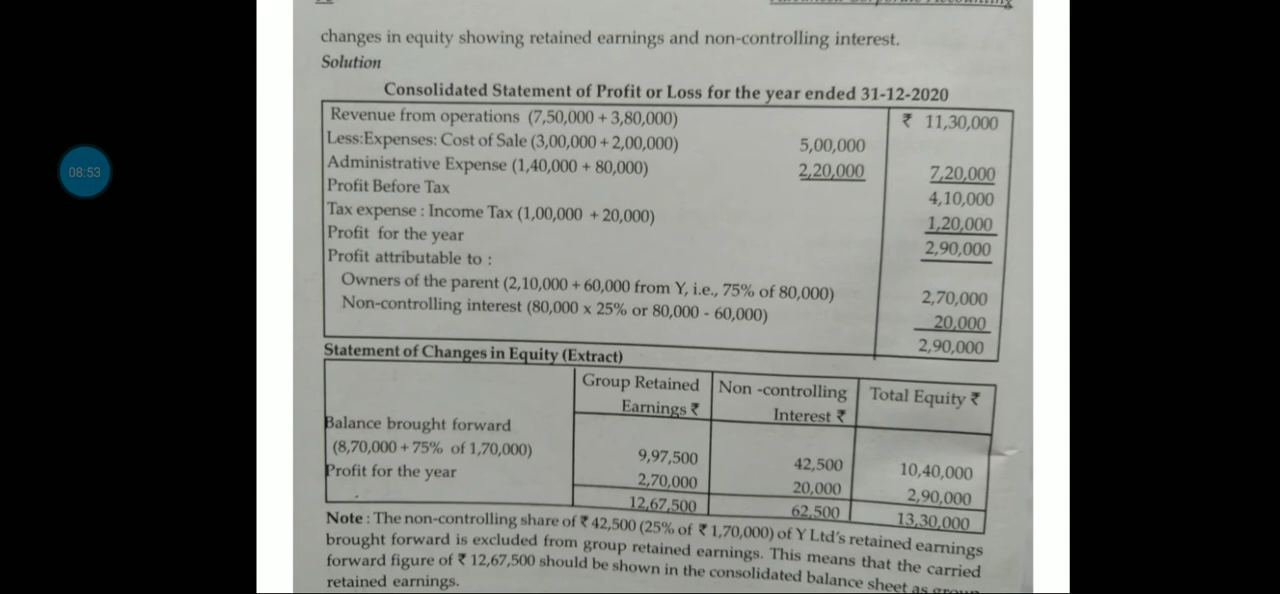 08:53
changes in equity showing retained earnings and non-controlling interest.
Solution
Consolidated Statement of Profit or Loss for the year ended 31-12-2020
Revenue from operations (7,50,000 + 3,80,000) ₹ 11,30,000
Less:Expenses: Cost of Sale (3,00,000 + 2,00,000) 5,00,000
Administrative Expense (1,40,000 + 80,000) 2,20,000 7,20,000
Profit Before Tax 4,10,000
Tax expense : Income Tax (1,00,000 + 20,000) 1,20,000
Profit for the year 2,90,000
Profit attributable to :
Owners of the parent (2,10,000 + 60,000 from Y, i.e., 75% of 80,000) 2,70,000
Non-controlling interest (80,000 x 25% or 80,000 - 60,000) 20,000
2,90,000
Statement of Changes in Equity (Extract)
Group Retained Non -controlling Total Equity ₹
Earnings ₹ Interest ₹
Balance brought forward
(8,70,000 + 75% of 1,70,000) 9,97,500 42,500 10,40,000
Profit for the year 2,70,000 20,000 2,90,000
12,67,500 62,500 13,30,000
Note : The non-controlling share of ₹ 42,500 (25% of ₹ 1,70,000) of Y Ltd's retained earnings
brought forward is excluded from group retained earnings. This means that the carried
forward figure of ₹ 12,67,500 should be shown in the consolidated balance sheet as group
retained earnings.